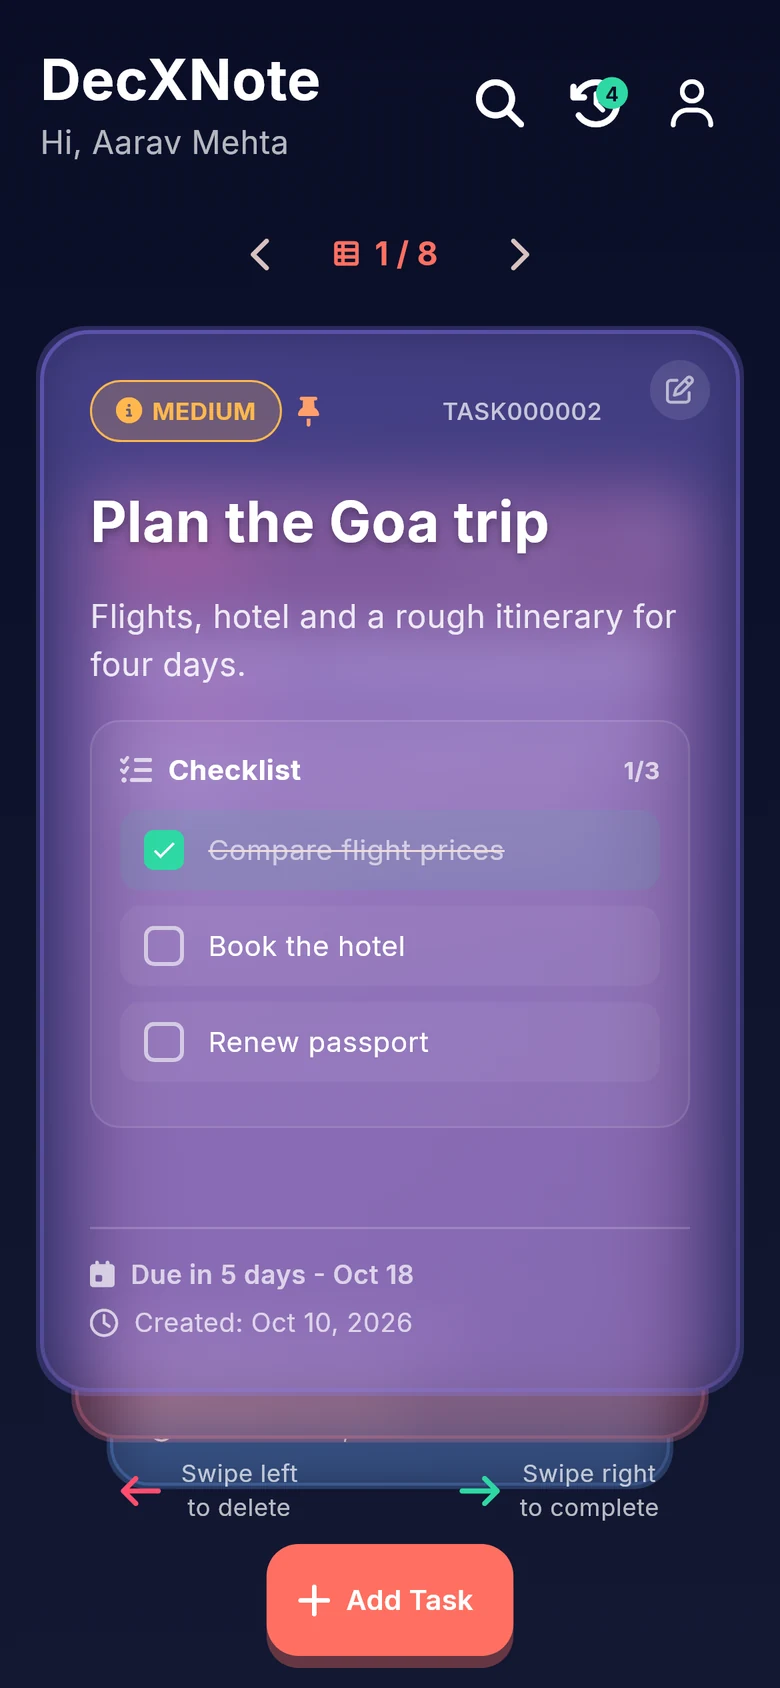 DecXNote
Hi, Aarav Mehta
4
1 / 8
MEDIUM
TASK000002
Plan the Goa trip
Flights, hotel and a rough itinerary for
four days.
Checklist
1/3
Compare flight prices
Book the hotel
Renew passport
Due in 5 days - Oct 18
Created: Oct 10, 2026
Swipe left
to delete
Swipe right
to complete
Add Task